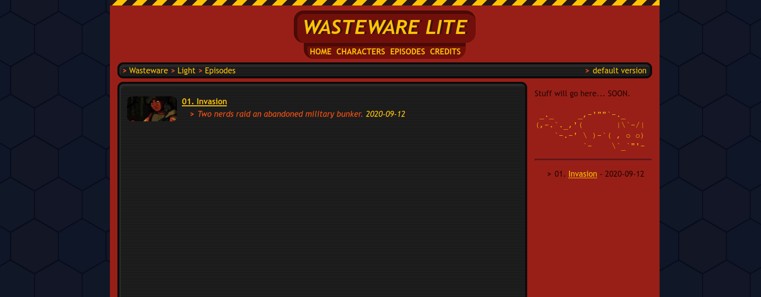 WASTEWARE LITE
HOME CHARACTERS EPISODES CREDITS
> Wasteware > Light > Episodes
> default version
01. Invasion
> Two nerds raid an abandoned military bunker. 2020-09-12
Stuff will go here... SOON.
> 01. Invasion - 2020-09-12